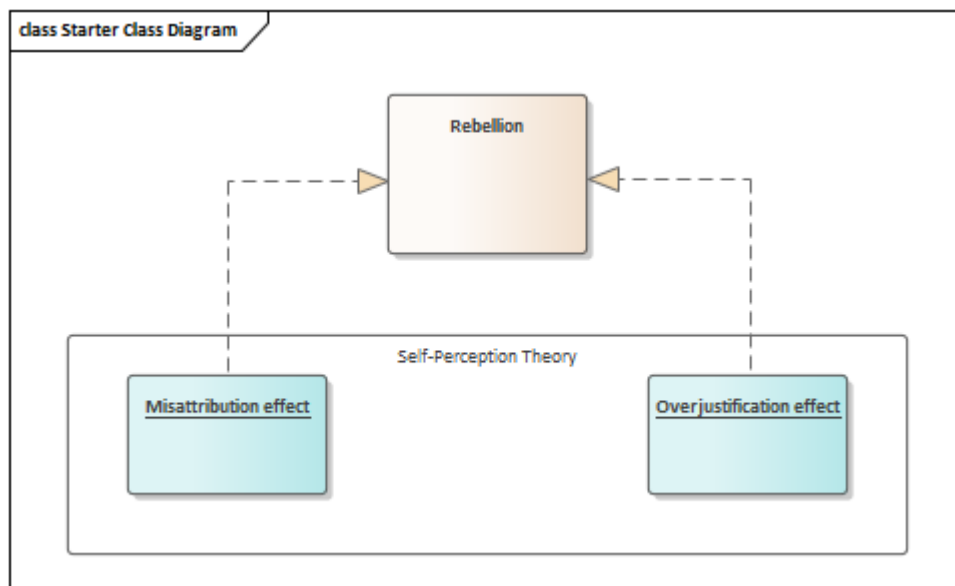 class Starter Class Diagram
Rebellion
Self-Perception Theory
Misattribution effect
Overjustification effect